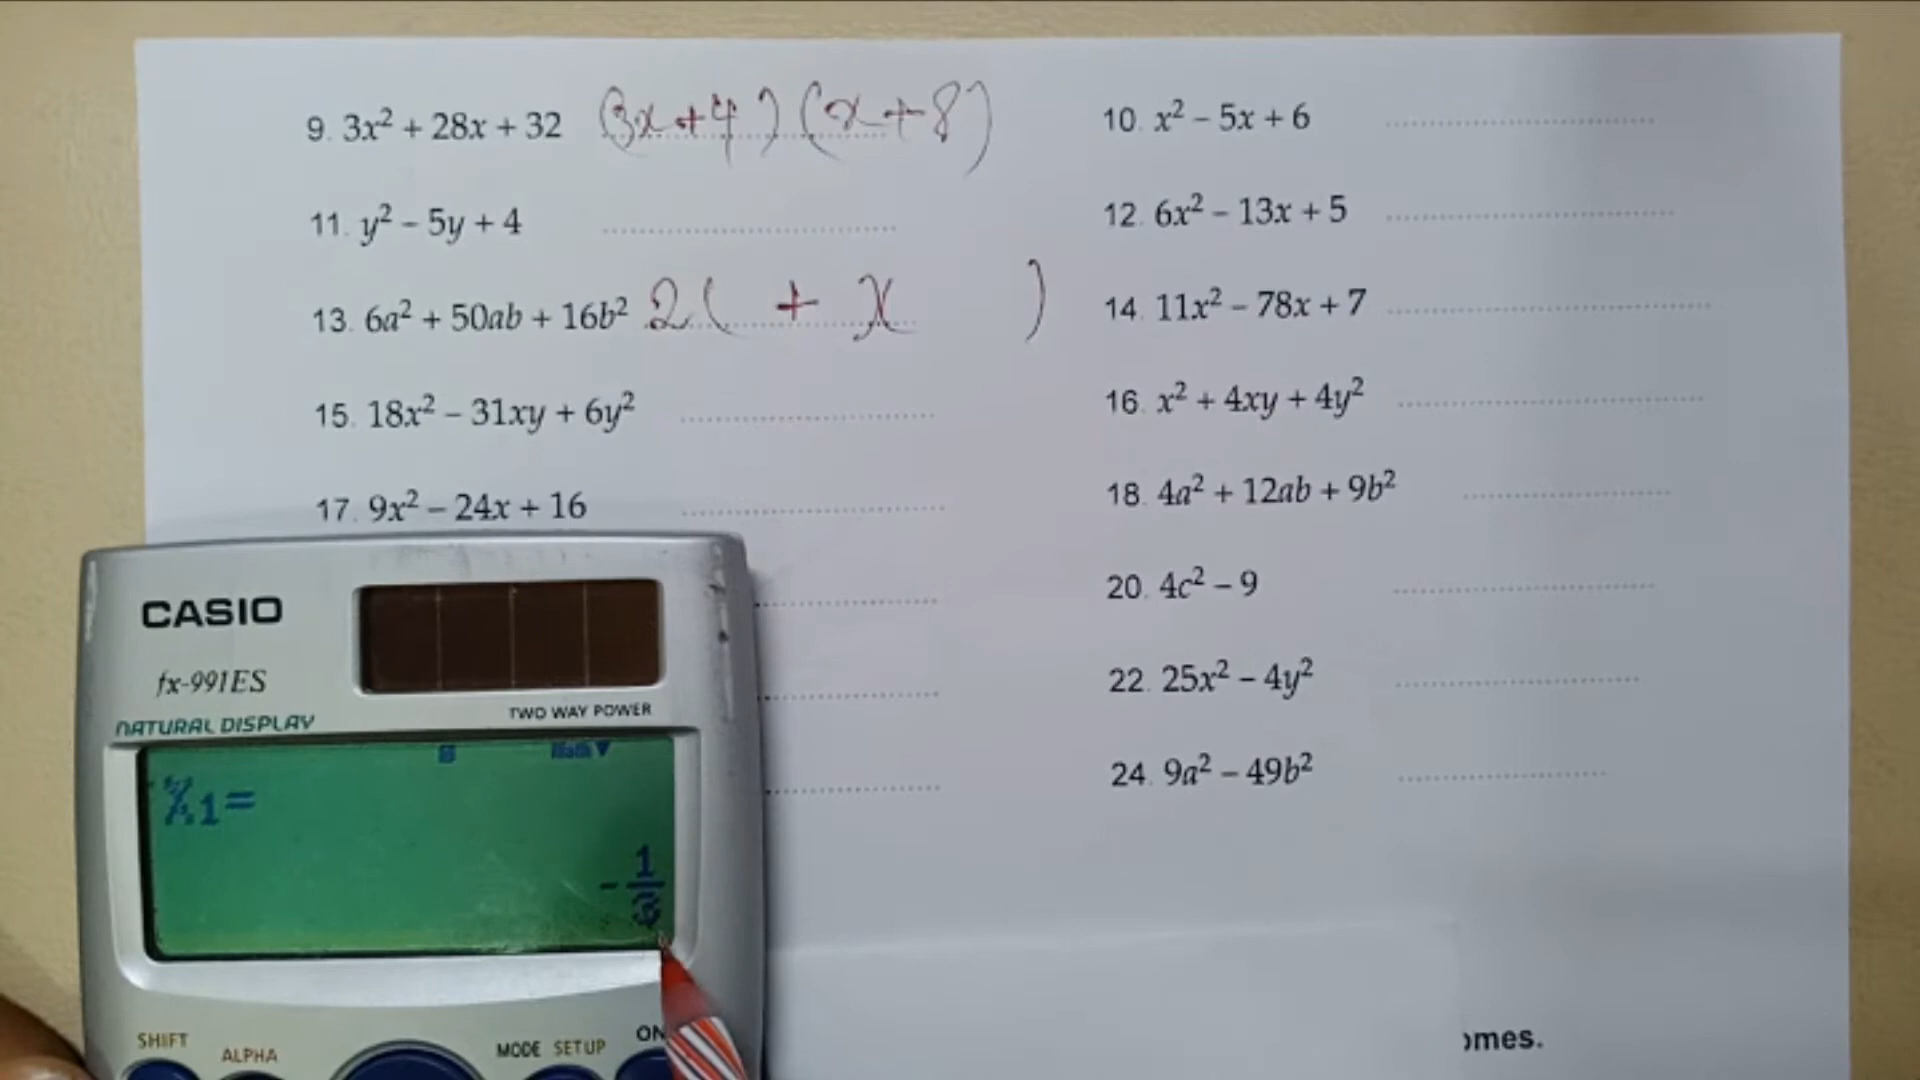 9. 3x² + 28x + 32 (3x+4)(x+8)
10. x² – 5x + 6
11. y² – 5y + 4
12. 6x² – 13x + 5
13. 6a² + 50ab + 16b² 2( + x )
14. 11x² – 78x + 7
15. 18x² – 31xy + 6y²
16. x² + 4xy + 4y²
17. 9x² – 24x + 16
18. 4a² + 12ab + 9b²
20. 4c² – 9
22. 25x² – 4y²
24. 9a² – 49b²
CASIO
fx-991ES
NATURAL DISPLAY
TWO WAY POWER
Math▼
X₁=
-1/3
SHIFT
ALPHA
MODE SETUP
ON
omes.